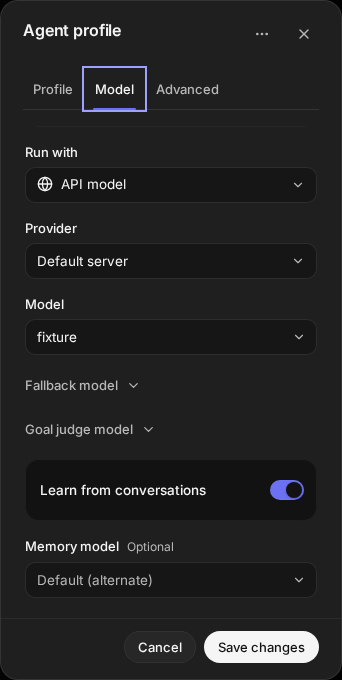 Agent profile
Profile Model Advanced
Run with
API model
Provider
Default server
Model
fixture
Fallback model
Goal judge model
Learn from conversations
Memory model Optional
Default (alternate)
Cancel Save changes